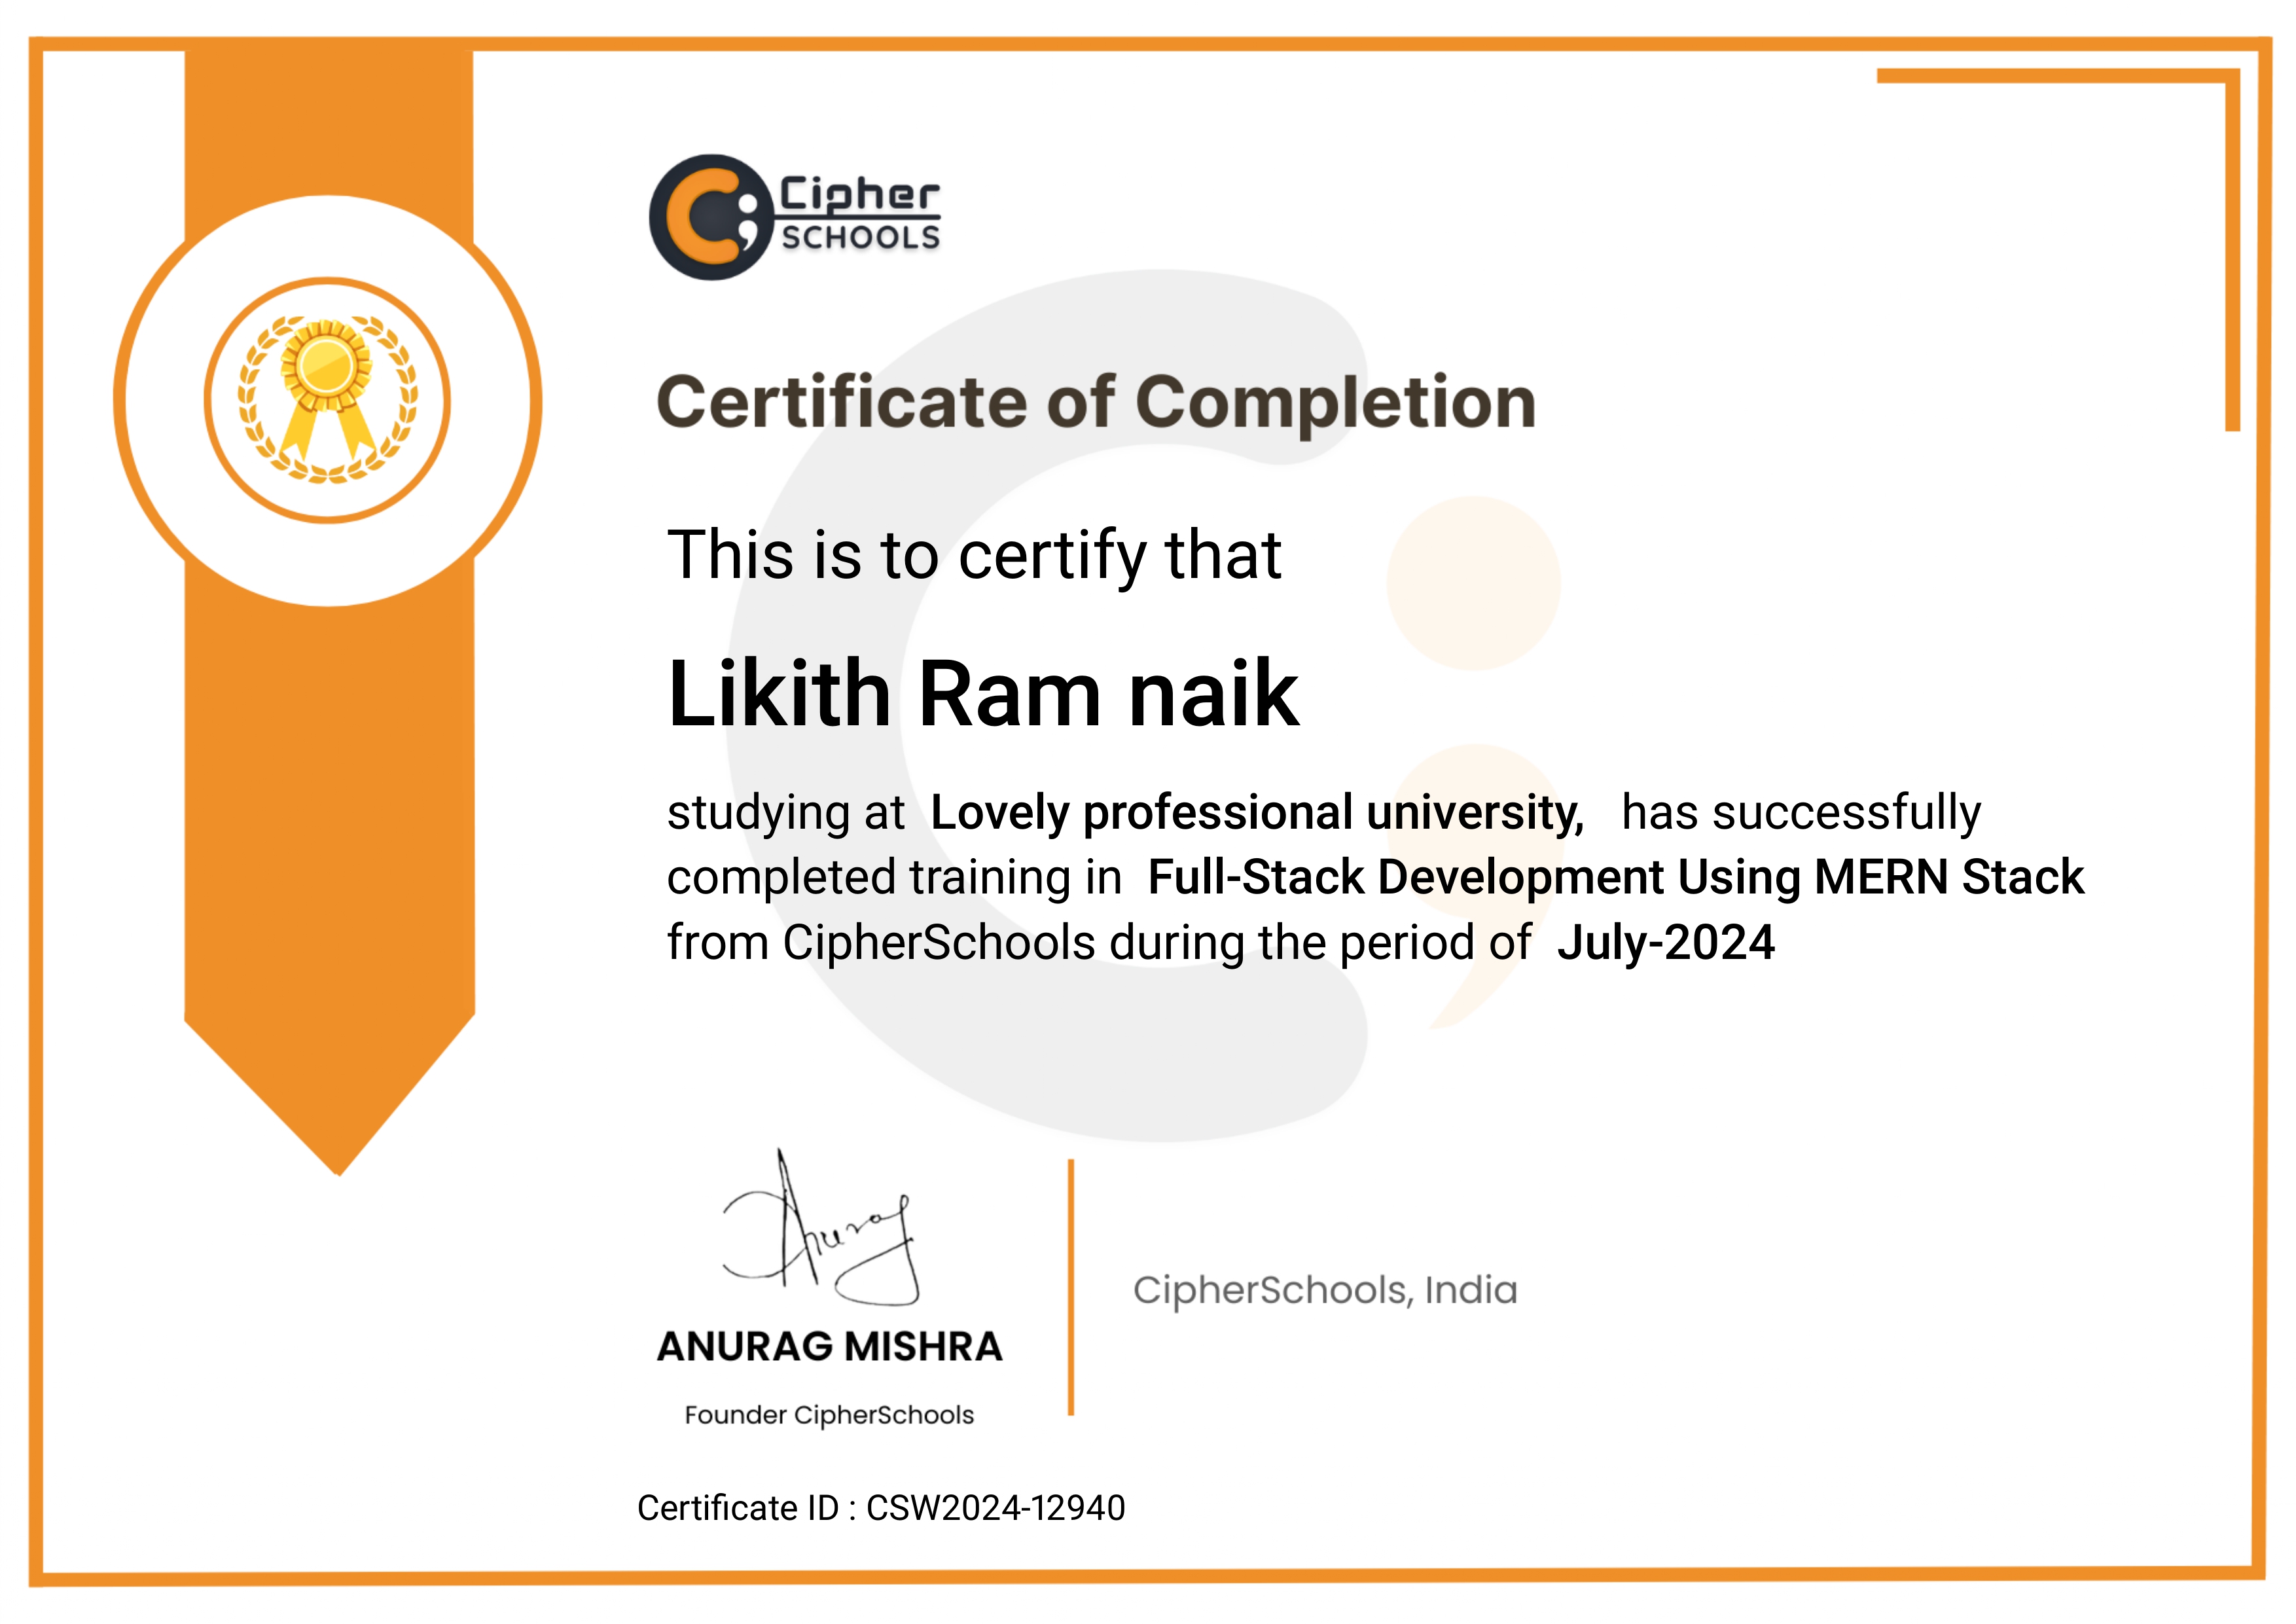 Cipher
SCHOOLS
Certificate of Completion
This is to certify that
Likith Ram naik
studying at Lovely professional university, has successfully
completed training in Full-Stack Development Using MERN Stack
from CipherSchools during the period of July-2024
Anurag
ANURAG MISHRA
Founder CipherSchools
CipherSchools, India
Certificate ID : CSW2024-12940